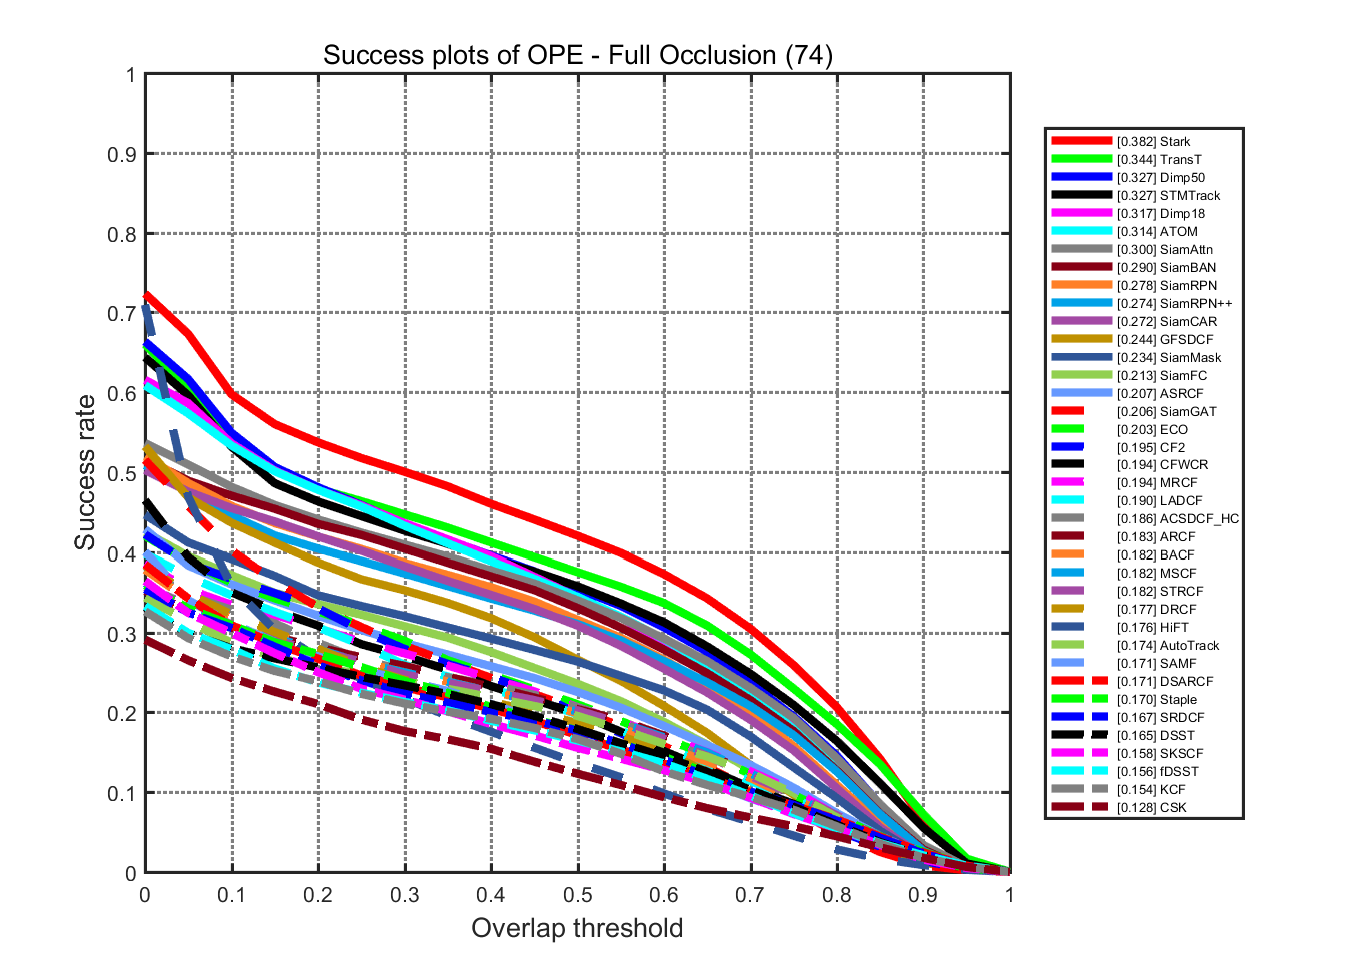 Success plots of OPE - Full Occlusion (74)
1
0.9
0.8
0.7
0.6
0.5
0.4
0.3
0.2
0.1
0
Success rate
0 0.1 0.2 0.3 0.4 0.5 0.6 0.7 0.8 0.9 1
Overlap threshold
[0.382] Stark
[0.344] TransT
[0.327] Dimp50
[0.327] STMTrack
[0.317] Dimp18
[0.314] ATOM
[0.300] SiamAttn
[0.290] SiamBAN
[0.278] SiamRPN
[0.274] SiamRPN++
[0.272] SiamCAR
[0.244] GFSDCF
[0.234] SiamMask
[0.213] SiamFC
[0.207] ASRCF
[0.206] SiamGAT
[0.203] ECO
[0.195] CF2
[0.194] CFWCR
[0.194] MRCF
[0.190] LADCF
[0.186] ACSDCF_HC
[0.183] ARCF
[0.182] BACF
[0.182] MSCF
[0.182] STRCF
[0.177] DRCF
[0.176] HiFT
[0.174] AutoTrack
[0.171] SAMF
[0.171] DSARCF
[0.170] Staple
[0.167] SRDCF
[0.165] DSST
[0.158] SKSCF
[0.156] fDSST
[0.154] KCF
[0.128] CSK